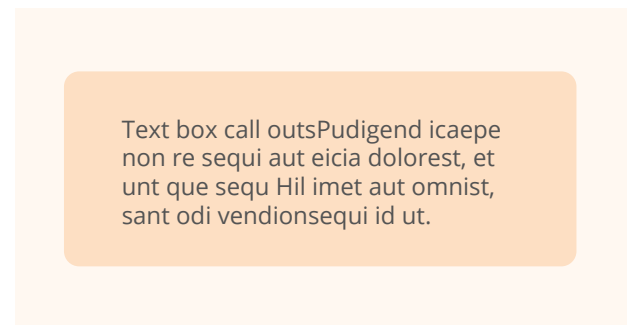 Text box call outsPudigend icaepe
non re sequi aut eicia dolorest, et
unt que sequ Hil imet aut omnist,
sant odi vendionsequi id ut.